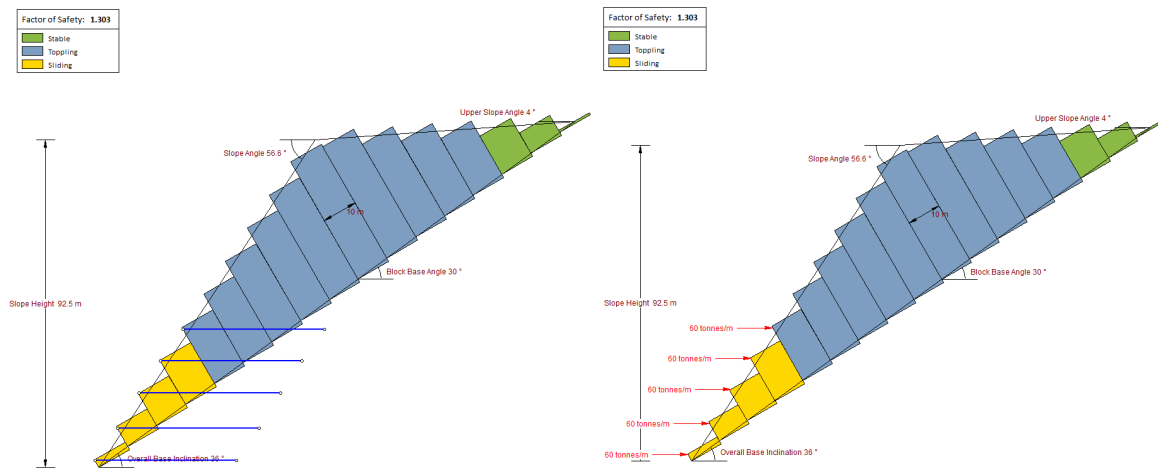 Factor of Safety: 1.303
Stable
Toppling
Sliding
Upper Slope Angle 4 °
Slope Angle 56.6 °
10 m
Block Base Angle 30 °
Slope Height 92.5 m
Overall Base Inclination 36 °
Factor of Safety: 1.303
Stable
Toppling
Sliding
Upper Slope Angle 4 °
Slope Angle 56.6 °
10 m
Block Base Angle 30 °
Slope Height 92.5 m
60 tonnes/m
60 tonnes/m
60 tonnes/m
60 tonnes/m
60 tonnes/m
Overall Base Inclination 36 °